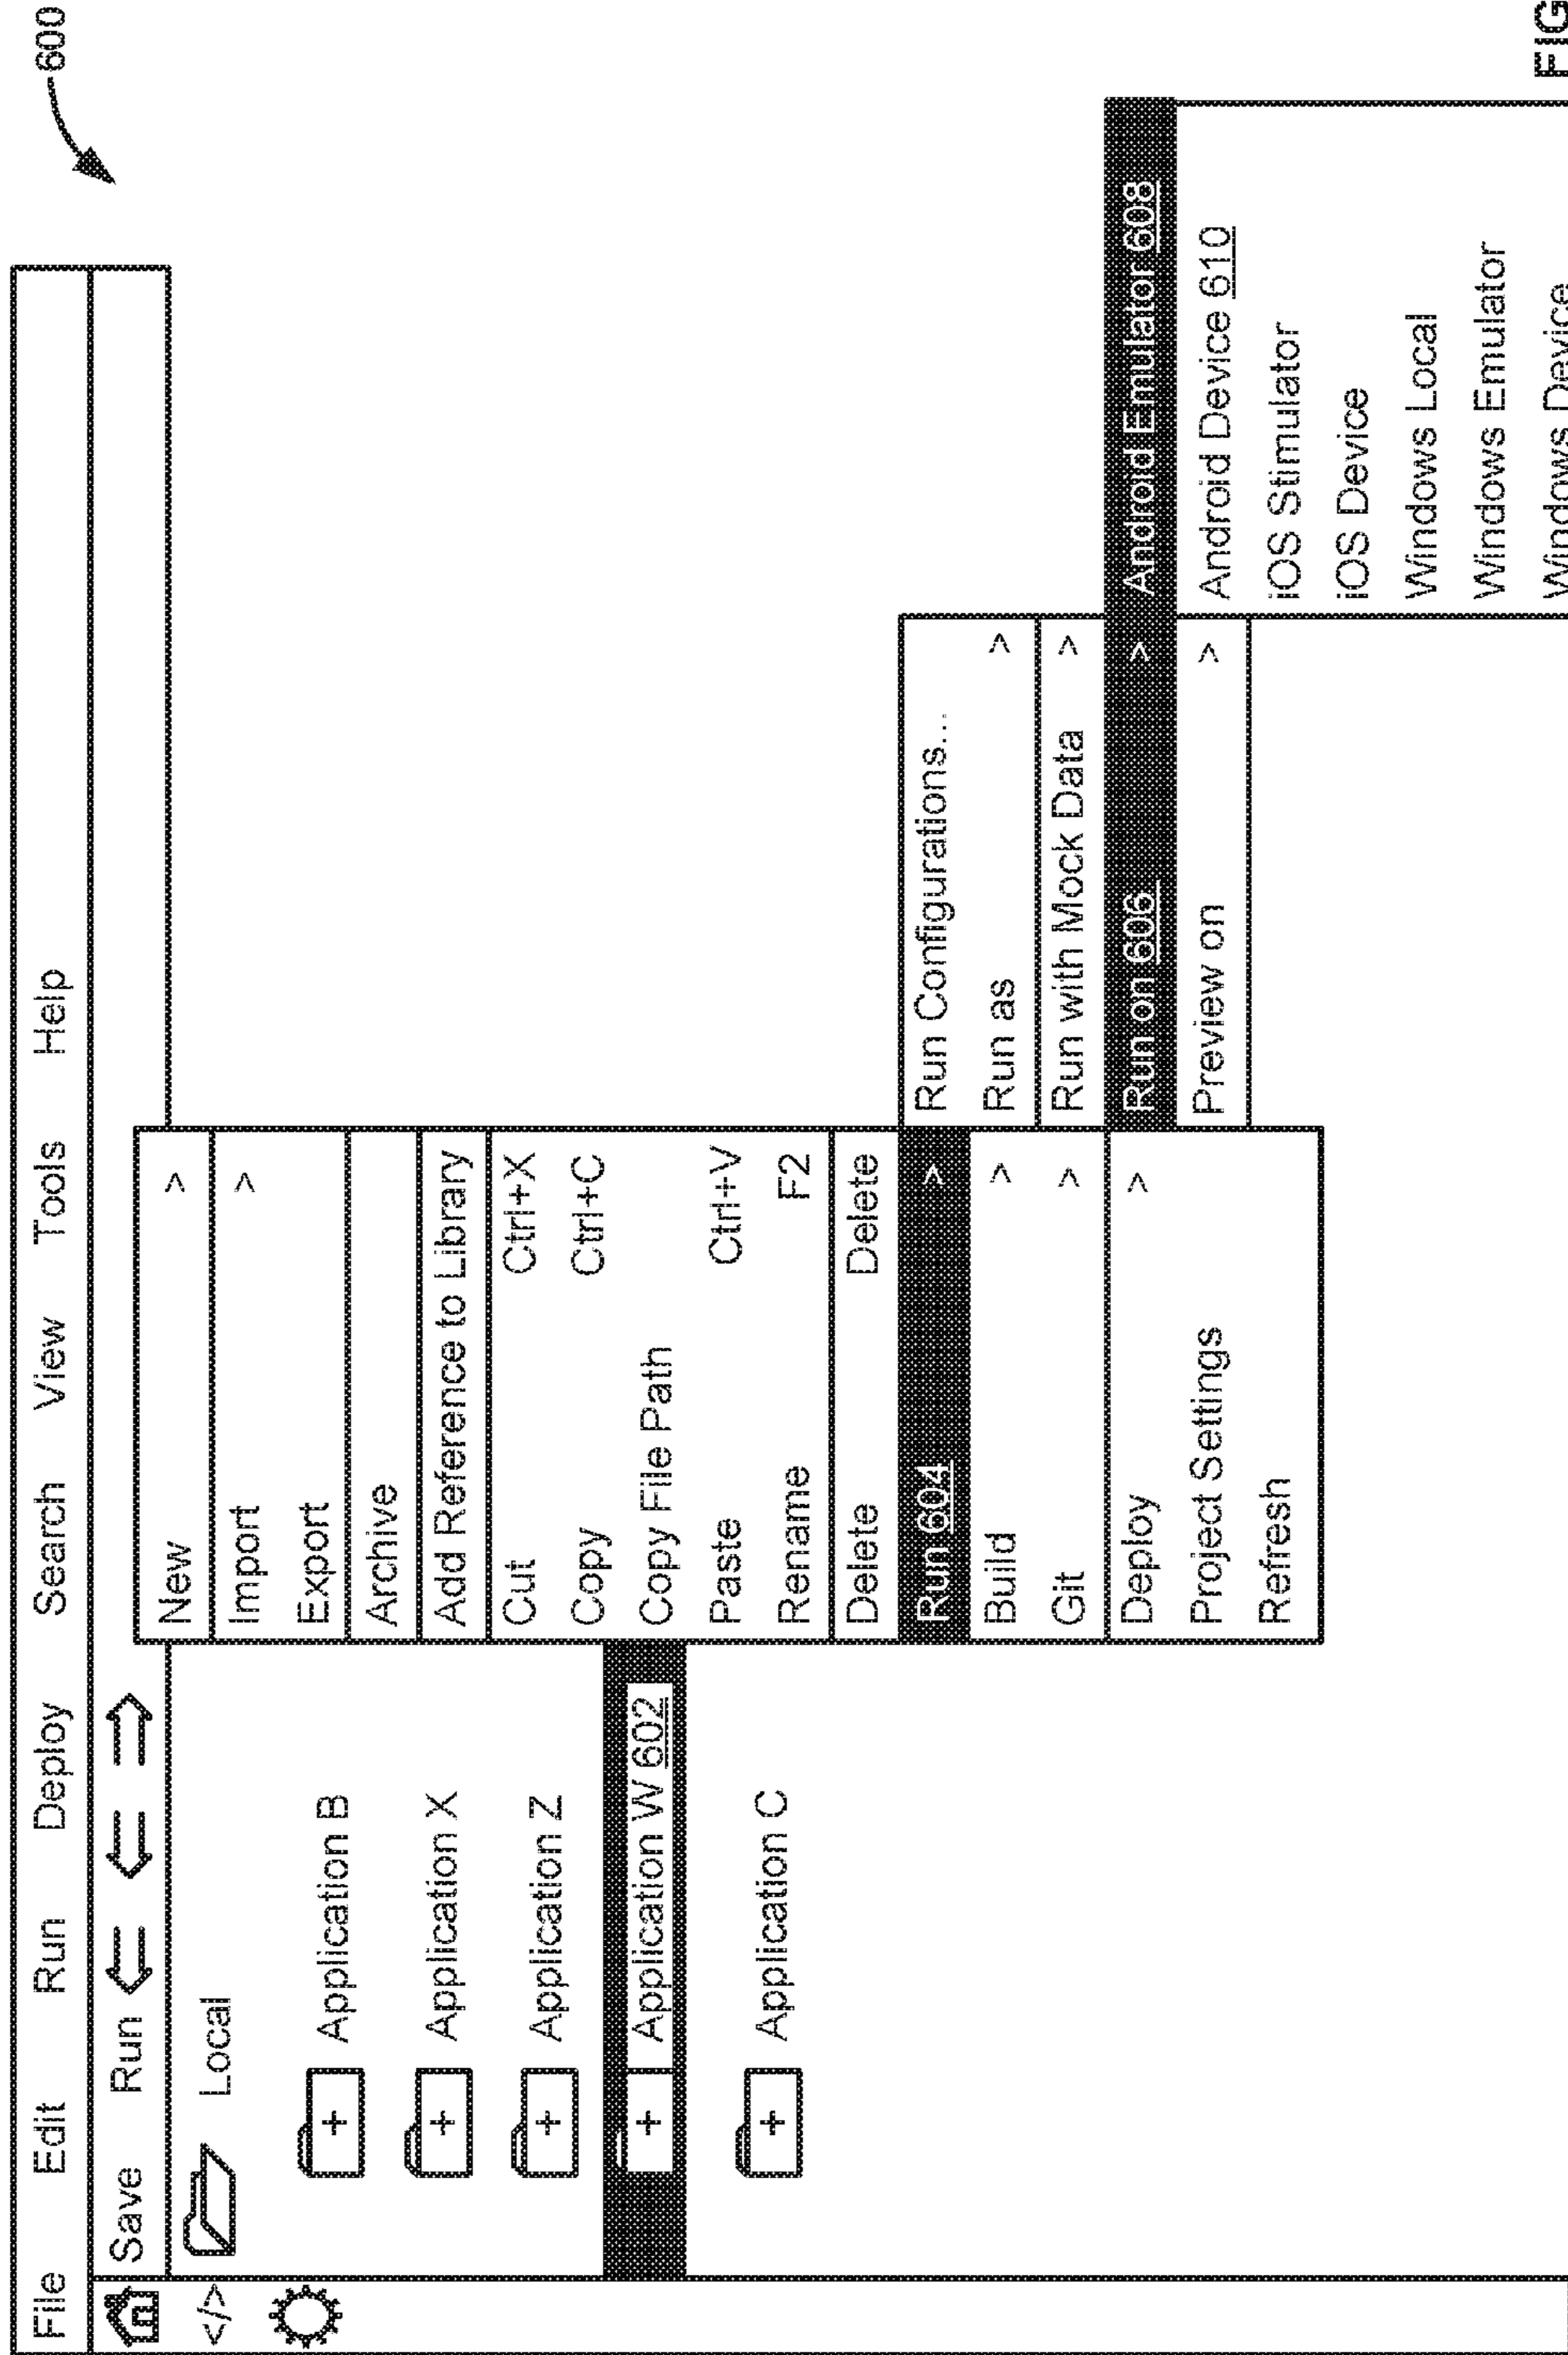 600
File Edit Run Deploy Search View Tools Help
Save Run
</> Local
Application B
Application X
Application Z
Application W 602
Application C
New >
Import >
Export
Archive
Add Reference to Library
Cut Ctrl+X
Copy Ctrl+C
Copy File Path
Paste Ctrl+V
Rename F2
Delete Delete
Run 604 >
Build >
Git >
Deploy >
Project Settings
Refresh
Run Configurations...
Run as >
Run with Mock Data >
Run on 606 >
Preview on >
Android Emulator 608
Android Device 610
iOS Stimulator
iOS Device
Windows Local
Windows Emulator
Windows Device
FIG